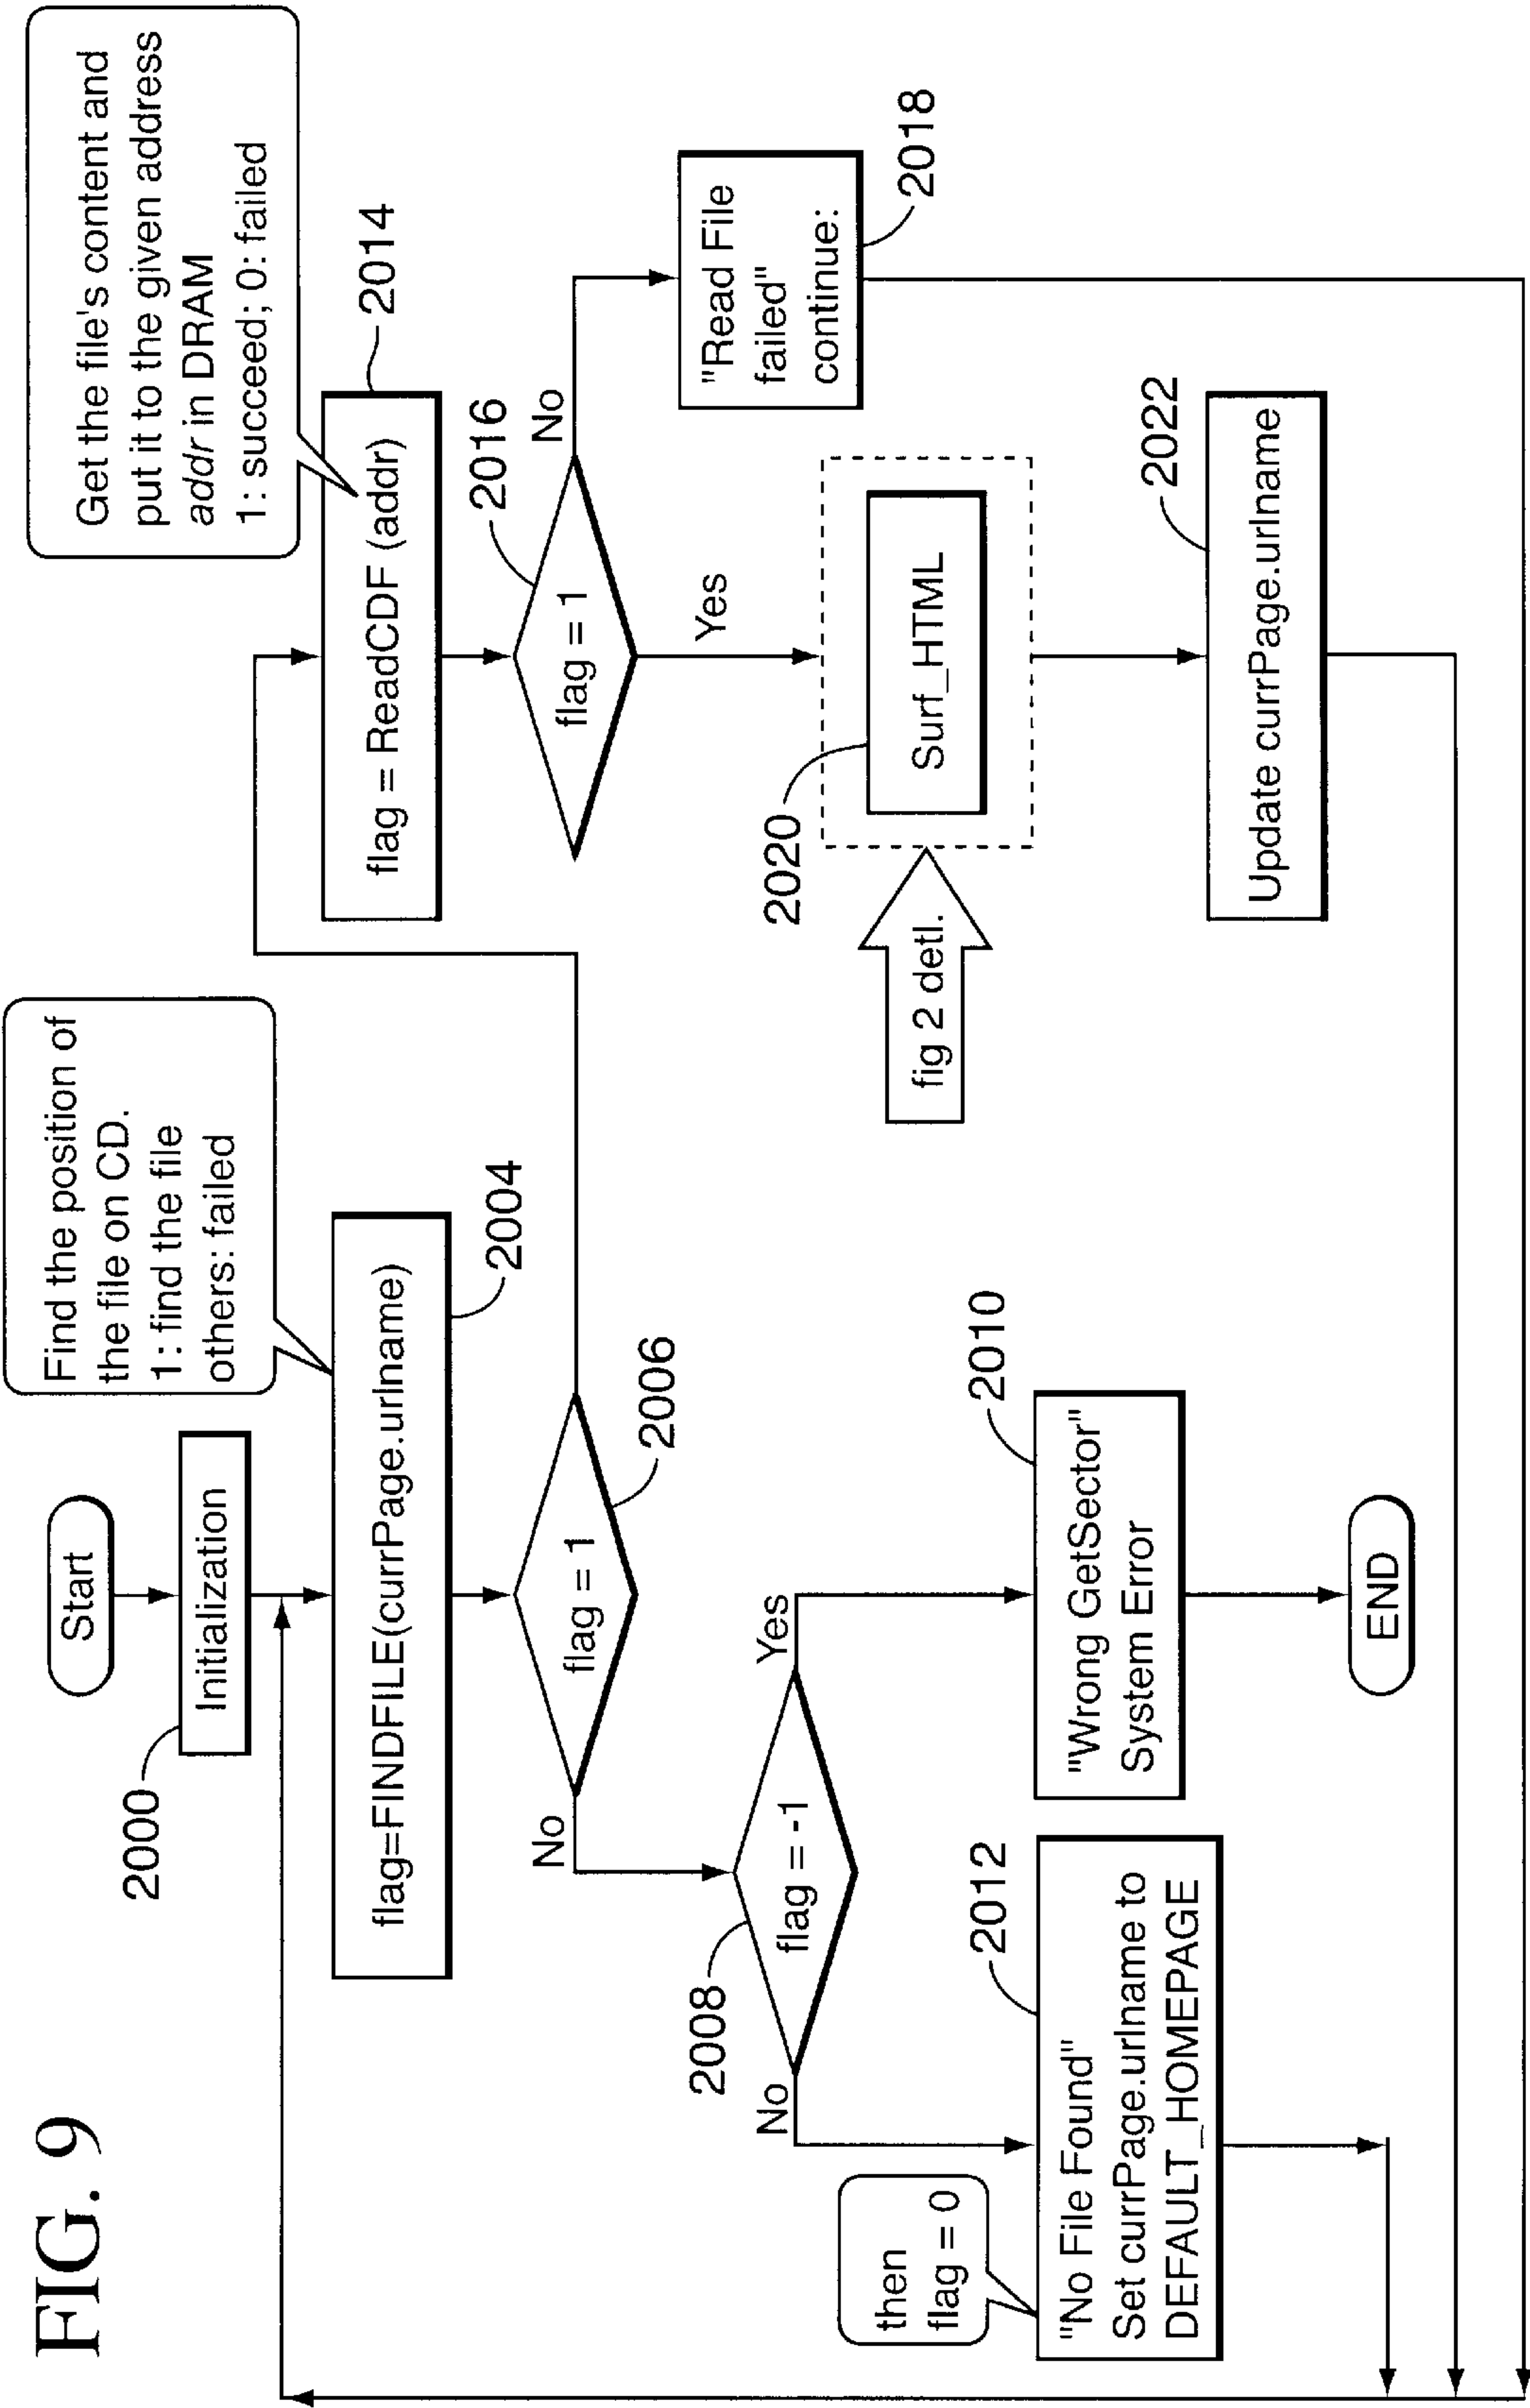 FIG. 9
Start
2000
Initialization
Find the position of
the file on CD.
1: find the file
others: failed
flag=FINDFILE(currPage.urlname)
2004
flag = 1
2006
No
2008
flag = -1
Yes
No
then
flag = 0
2012
"No File Found"
Set currPage.urlname to
DEFAULT_HOMEPAGE
2010
"Wrong GetSector"
System Error
END
Get the file's content and
put it to the given address
addr in DRAM
1: succeed; 0: failed
flag = ReadCDF (addr)
2014
2016
flag = 1
No
Yes
"Read File
failed"
continue:
2018
2020
Surf_HTML
fig 2 detl.
2022
Update currPage.urlname